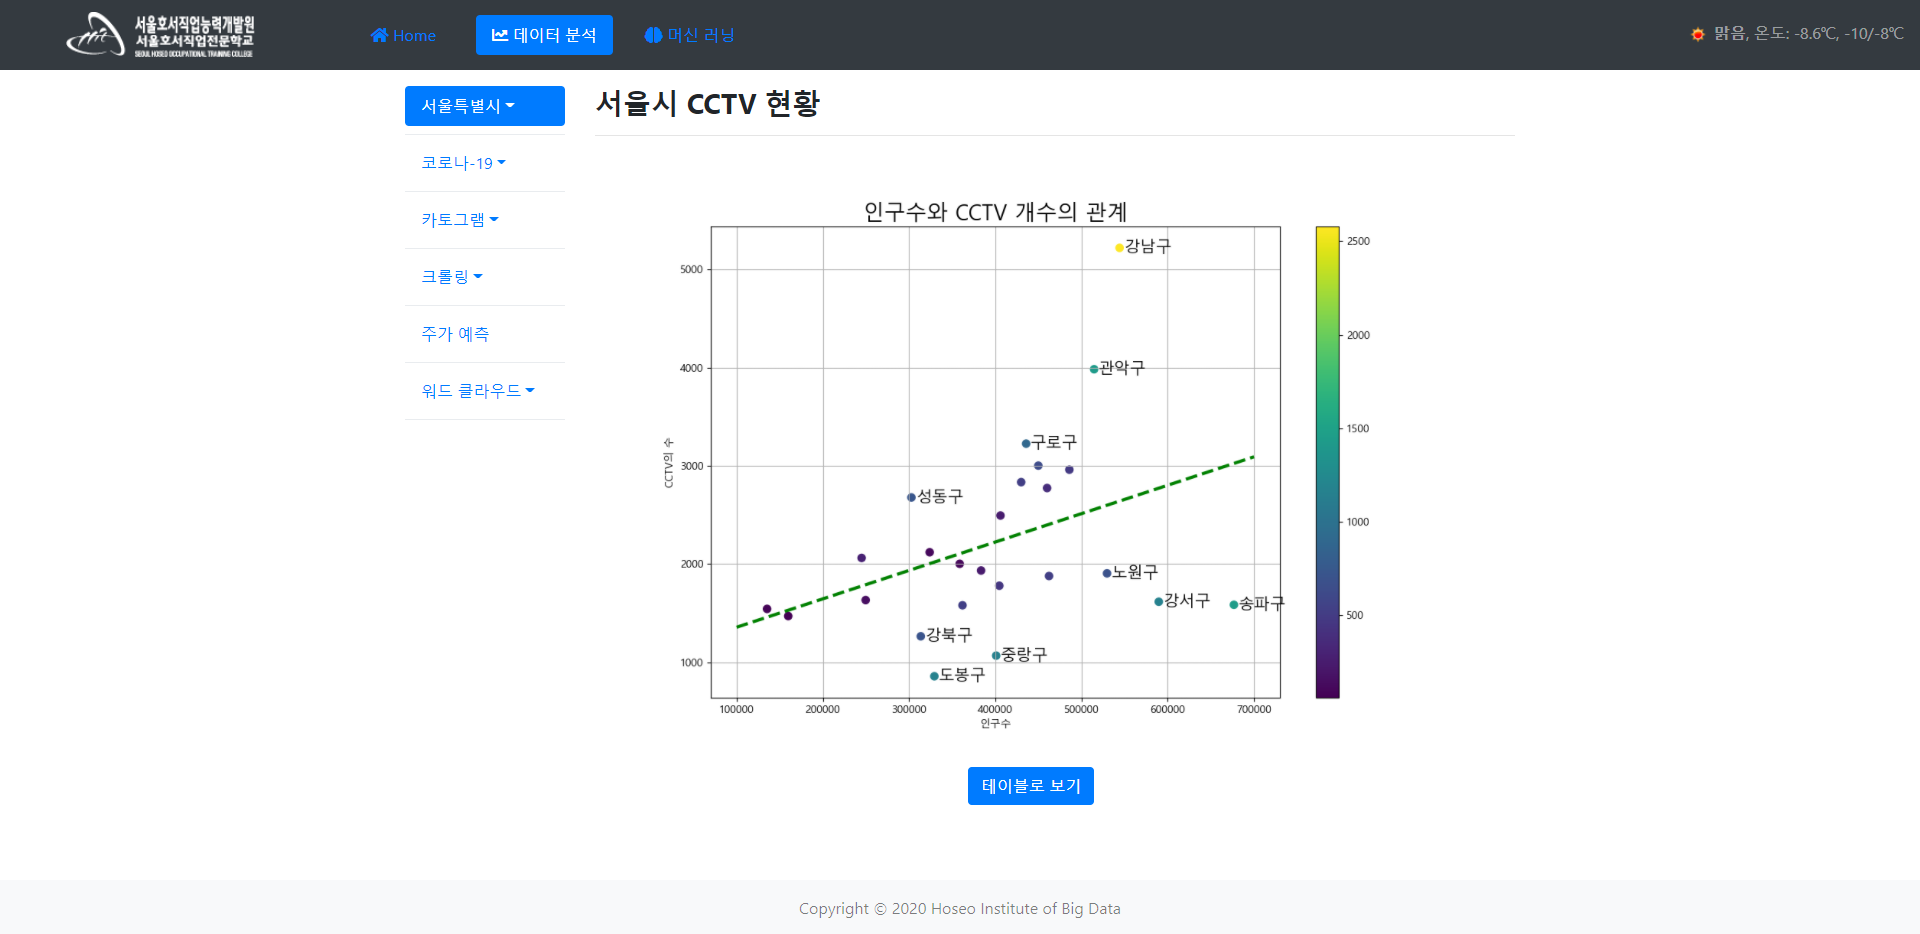 서울호서직업능력개발원
서울호서직업전문학교
SEOUL HOSEO OCCUPATIONAL TRAINING COLLEGE
Home
데이터 분석
머신 러닝
맑음, 온도: -8.6℃, -10/-8℃
서울특별시
코로나-19
카토그램
크롤링
주가 예측
워드 클라우드
서울시 CCTV 현황
인구수와 CCTV 개수의 관계
CCTV의 수
5000
4000
3000
2000
1000
강남구
관악구
구로구
성동구
노원구
강서구
송파구
강북구
중랑구
도봉구
100000 200000 300000 400000 500000 600000 700000
인구수
2500
2000
1500
1000
500
테이블로 보기
Copyright © 2020 Hoseo Institute of Big Data